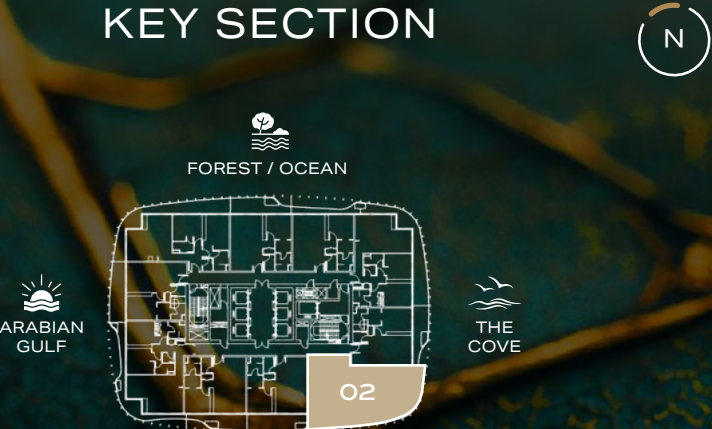 KEY SECTION
N
FOREST / OCEAN
ARABIAN
GULF
THE
COVE
02